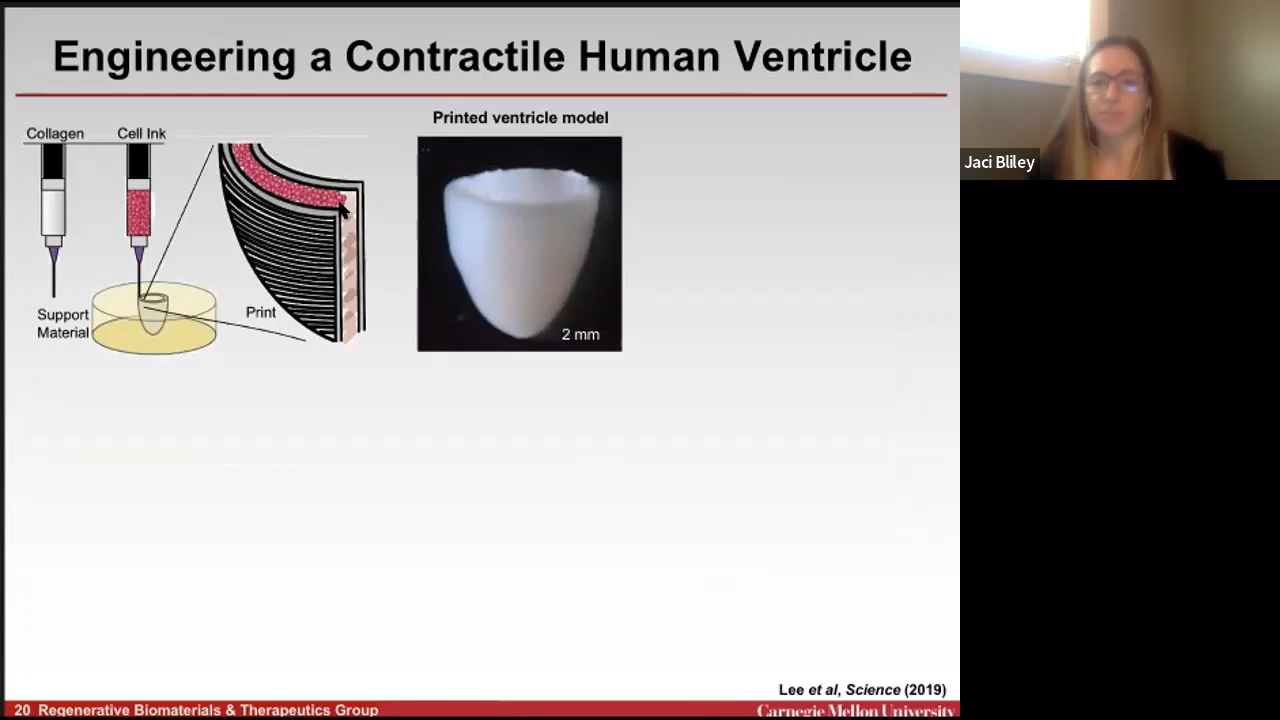 Engineering a Contractile Human Ventricle
Collagen
Cell Ink
Support
Material
Print
Printed ventricle model
2 mm
Lee et al, Science (2019)
20 Regenerative Biomaterials & Therapeutics Group
Carnegie Mellon University
Jaci Bliley